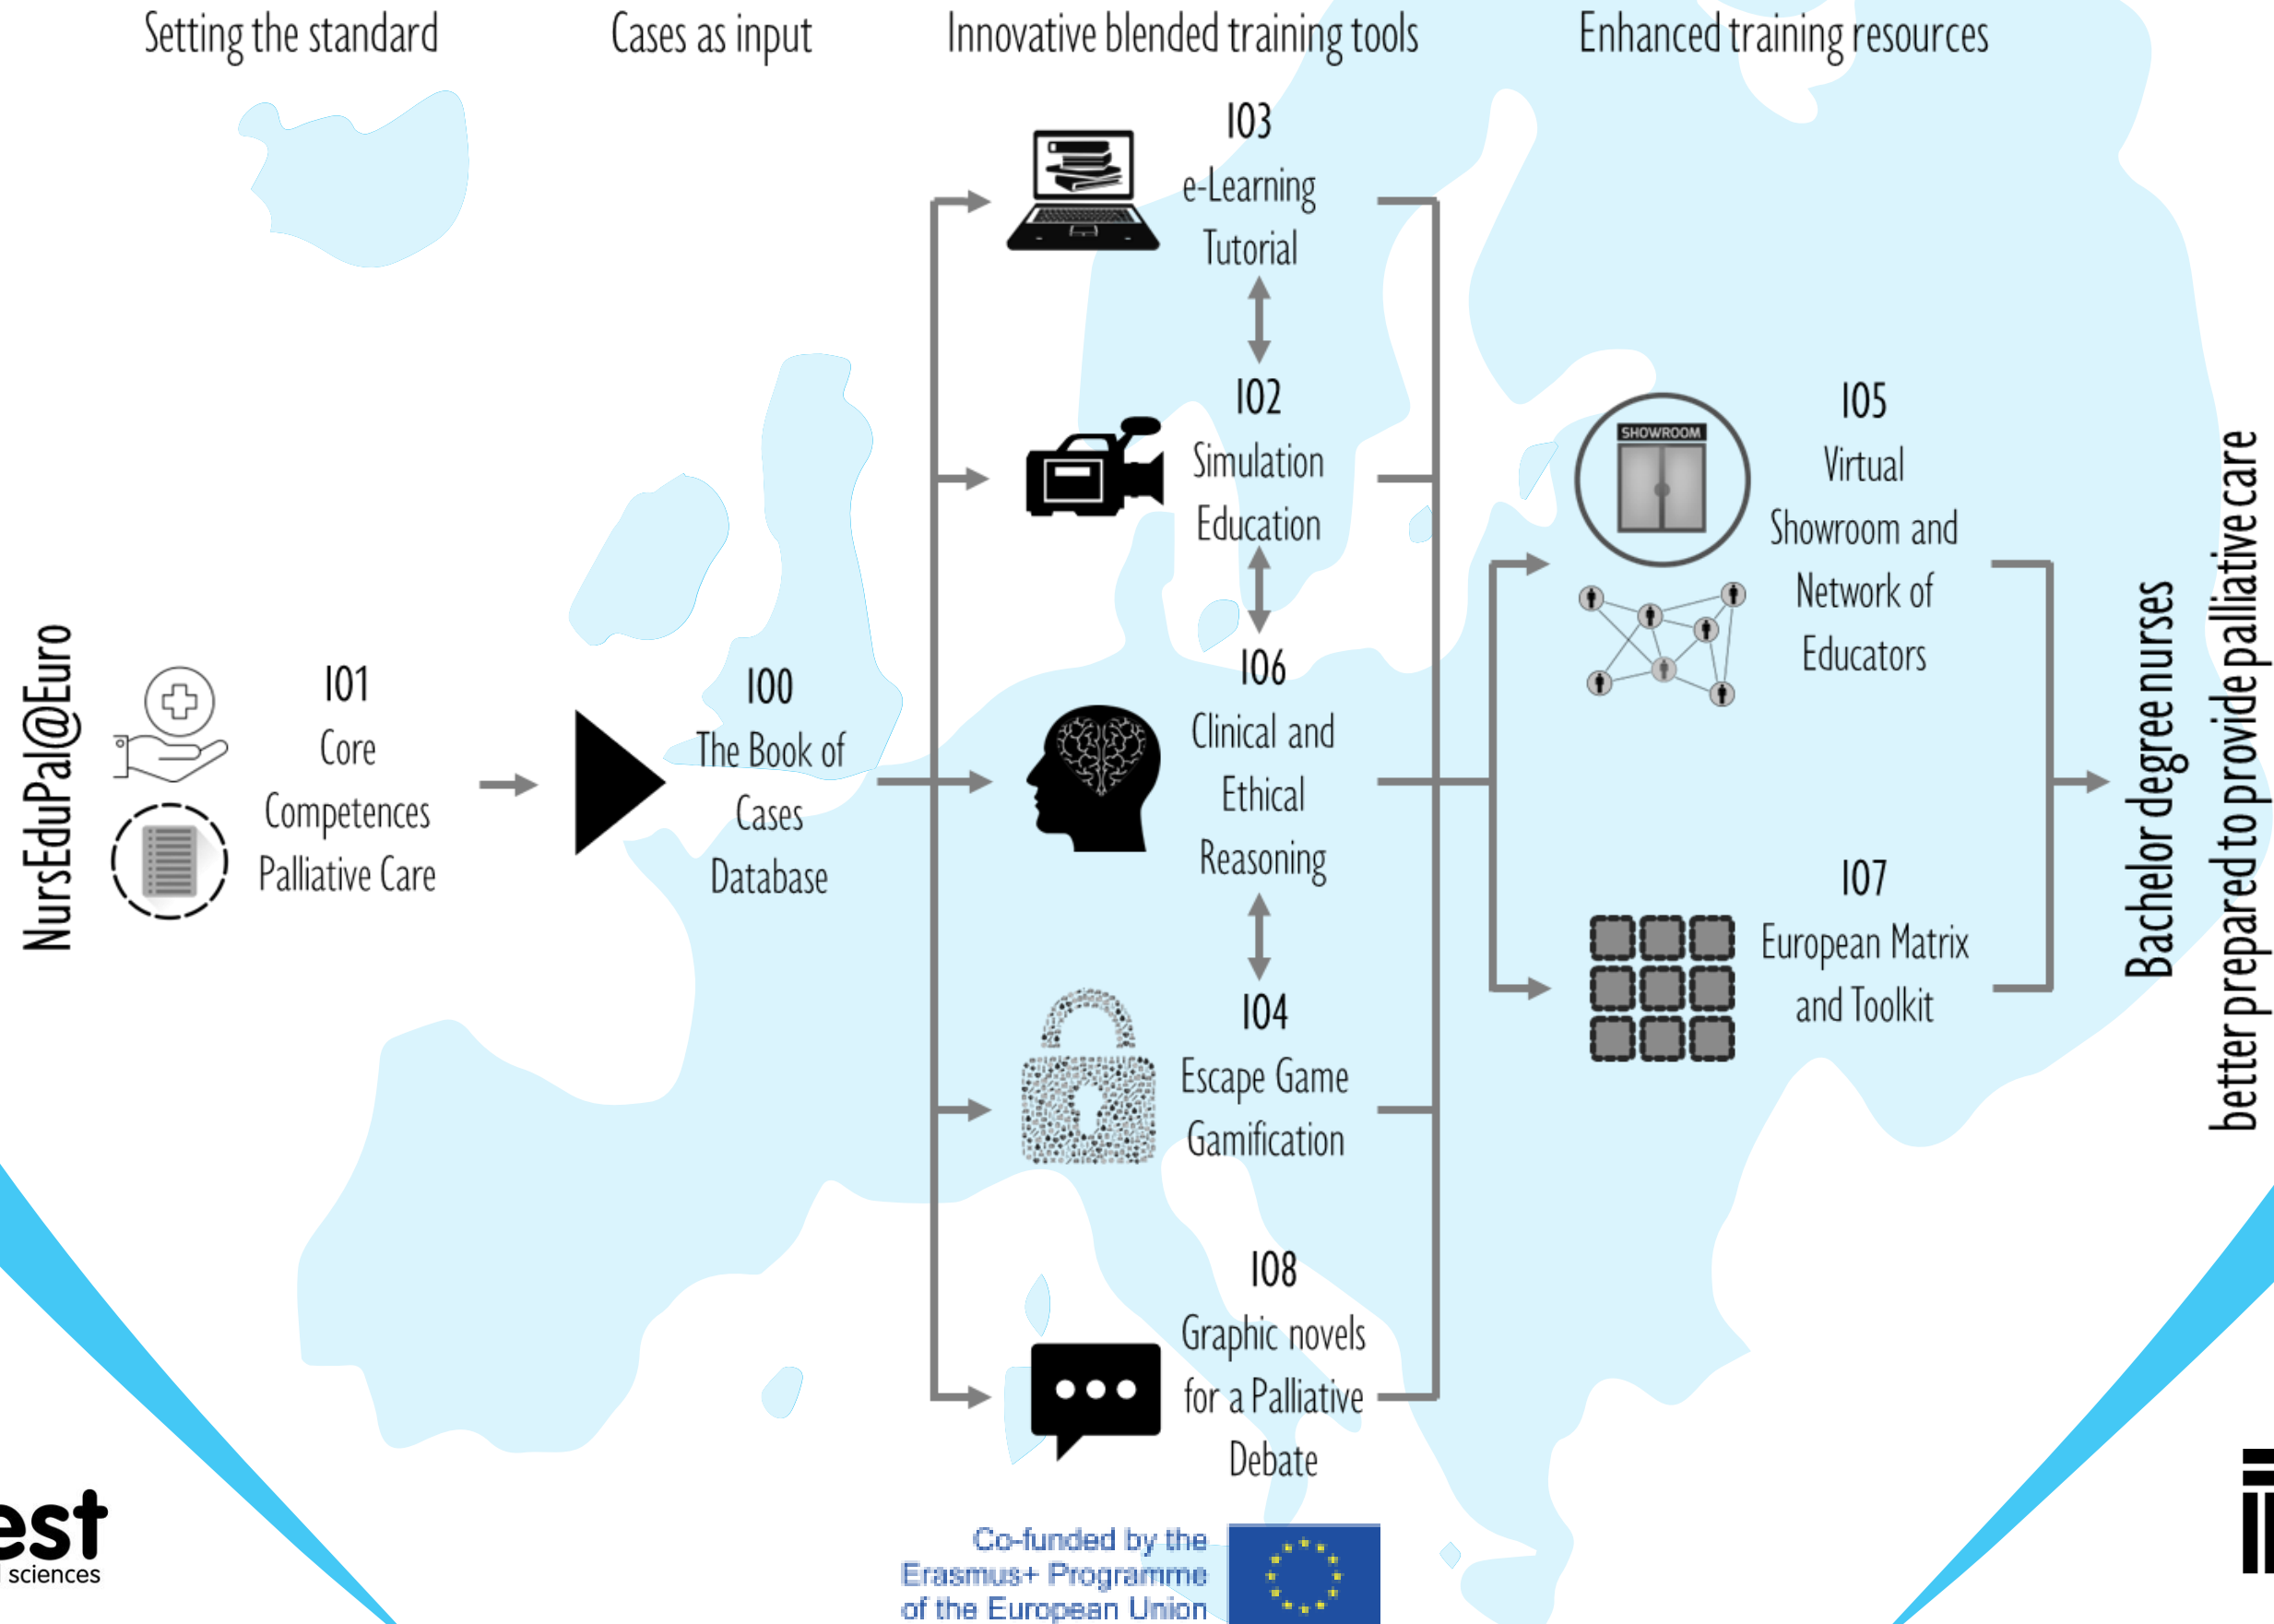 Setting the standard
Cases as input
Innovative blended training tools
Enhanced training resources
NursEduPal@Euro
IO1
Core
Competences
Palliative Care
IO0
The Book of
Cases
Database
IO3
e-Learning
Tutorial
IO2
Simulation
Education
IO6
Clinical and
Ethical
Reasoning
IO4
Escape Game
Gamification
IO8
Graphic novels
for a Palliative
Debate
SHOWROOM
IO5
Virtual
Showroom and
Network of
Educators
IO7
European Matrix
and Toolkit
Bachelor degree nurses
better prepared to provide palliative care
est
sciences
Co-funded by the
Erasmus+ Programme
of the European Union